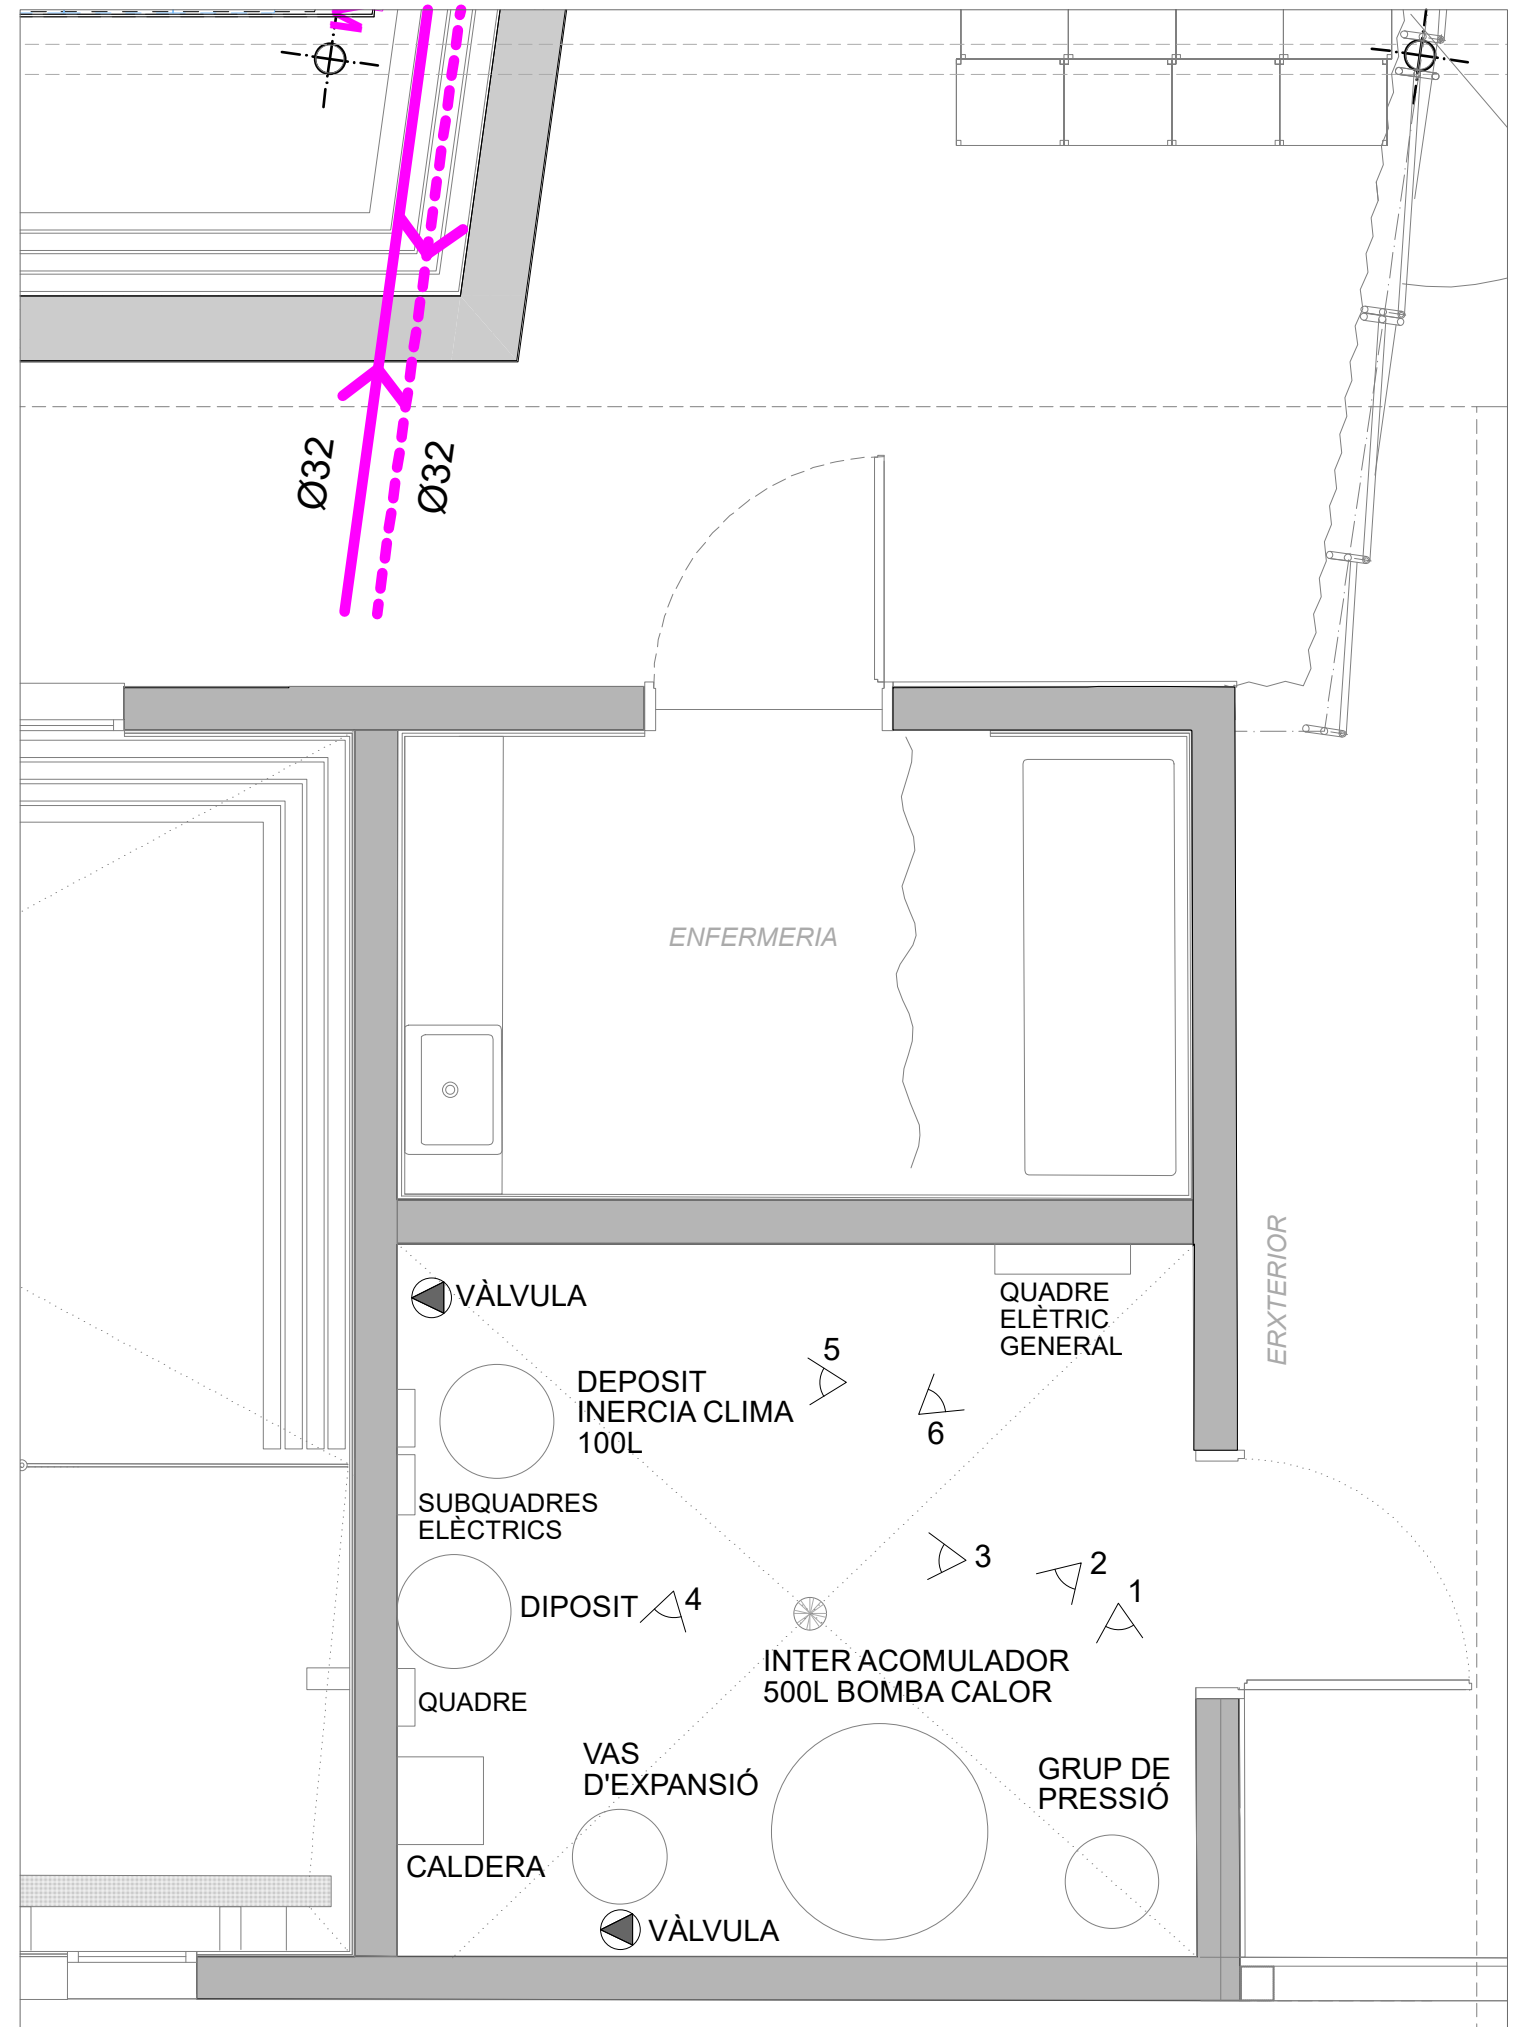 Ø32
Ø32
ENFERMERIA
ERXTERIOR
VÀLVULA
QUADRE
ELÈTRIC
GENERAL
5
DEPOSIT
INERCIA CLIMA
100L
6
SUBQUADRES
ELÈCTRICS
3
2
1
DIPOSIT
4
INTER ACOMULADOR
500L BOMBA CALOR
QUADRE
VAS
D'EXPANSIÓ
GRUP DE
PRESSIÓ
CALDERA
VÀLVULA